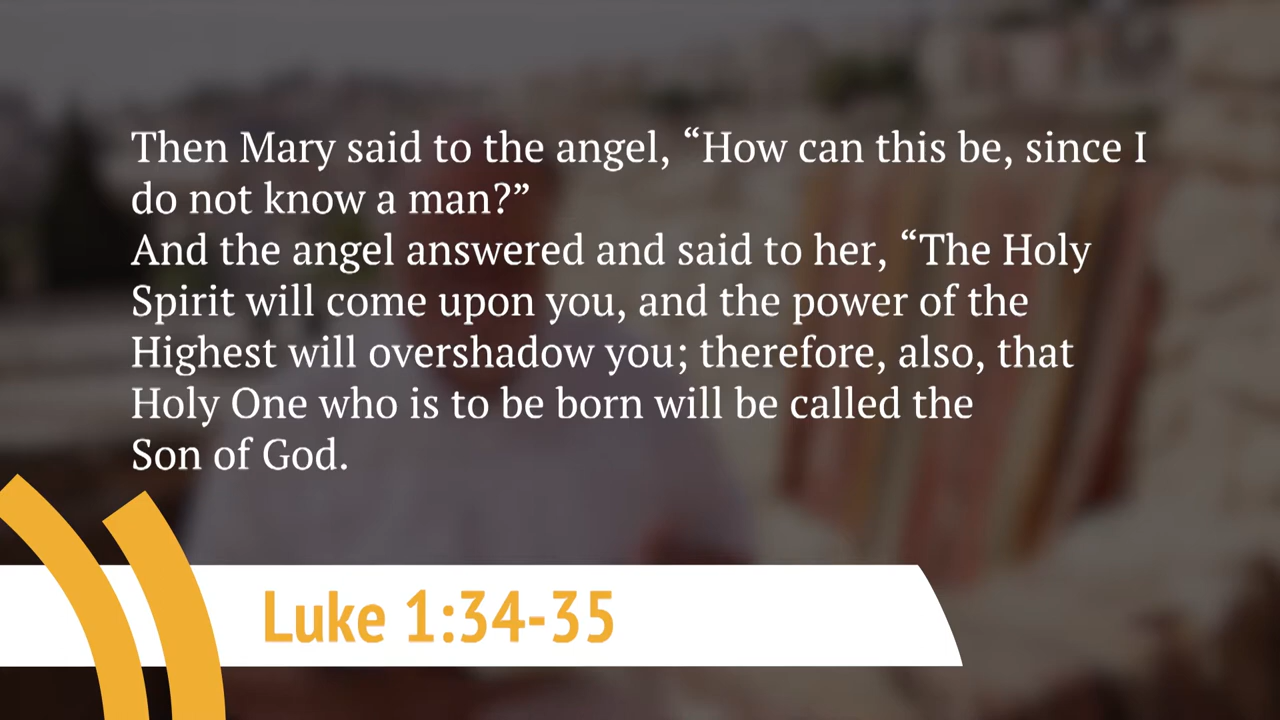 Then Mary said to the angel, “How can this be, since I
do not know a man?”
And the angel answered and said to her, “The Holy
Spirit will come upon you, and the power of the
Highest will overshadow you; therefore, also, that
Holy One who is to be born will be called the
Son of God.
Luke 1:34-35